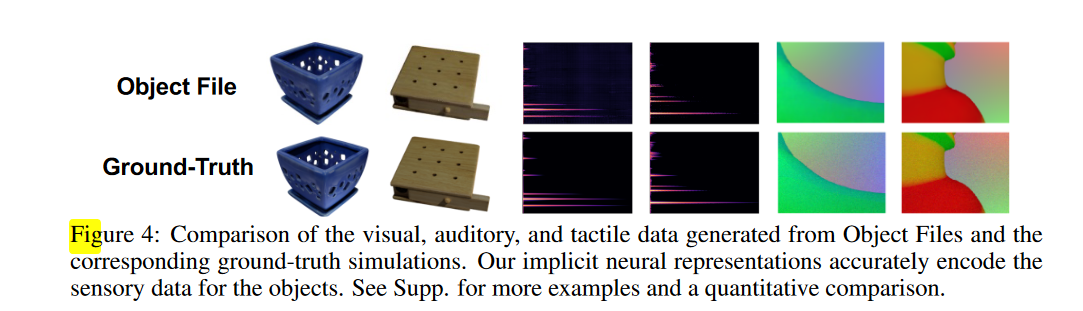 Object File
Ground-Truth
Figure 4: Comparison of the visual, auditory, and tactile data generated from Object Files and the
corresponding ground-truth simulations. Our implicit neural representations accurately encode the
sensory data for the objects. See Supp. for more examples and a quantitative comparison.